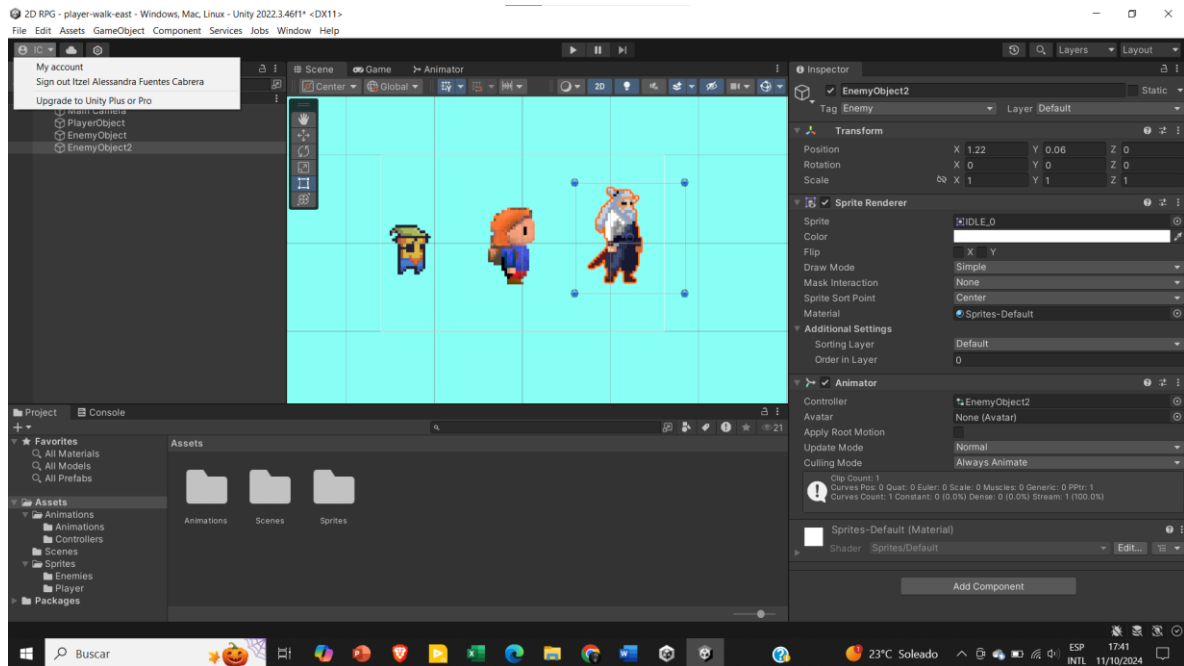 2D RPG - player-walk-east - Windows, Mac, Linux - Unity 2022.3.46f1* <DX11>
File Edit Assets GameObject Component Services Jobs Window Help
IC
Layers
Layout
My account
Sign out Itzel Alessandra Fuentes Cabrera
Upgrade to Unity Plus or Pro
Main Camera
PlayerObject
EnemyObject
EnemyObject2
Scene Game Animator
Center Global 2D
Inspector
EnemyObject2 Static
Tag Enemy Layer Default
Transform
Position X 1.22 Y 0.06 Z 0
Rotation X 0 Y 0 Z 0
Scale X 1 Y 1 Z 1
Sprite Renderer
Sprite IDLE_0
Color
Flip X Y
Draw Mode Simple
Mask Interaction None
Sprite Sort Point Center
Material Sprites-Default
Additional Settings
Sorting Layer Default
Order in Layer 0
Animator
Controller EnemyObject2
Avatar None (Avatar)
Apply Root Motion
Update Mode Normal
Culling Mode Always Animate
Clip Count: 1
Curves Pos: 0 Quat: 0 Euler: 0 Scale: 0 Muscles: 0 Generic: 0 PPtr: 1
Curves Count: 1 Constant: 0 (0.0%) Dense: 0 (0.0%) Stream: 1 (100.0%)
Sprites-Default (Material)
Shader Sprites/Default Edit...
Add Component
Project Console
21
Favorites
All Materials
All Models
All Prefabs
Assets
Animations
Animations
Controllers
Scenes
Sprites
Enemies
Player
Packages
Assets
Animations Scenes Sprites
Buscar
23°C Soleado
ESP
INTL
17:41
11/10/2024